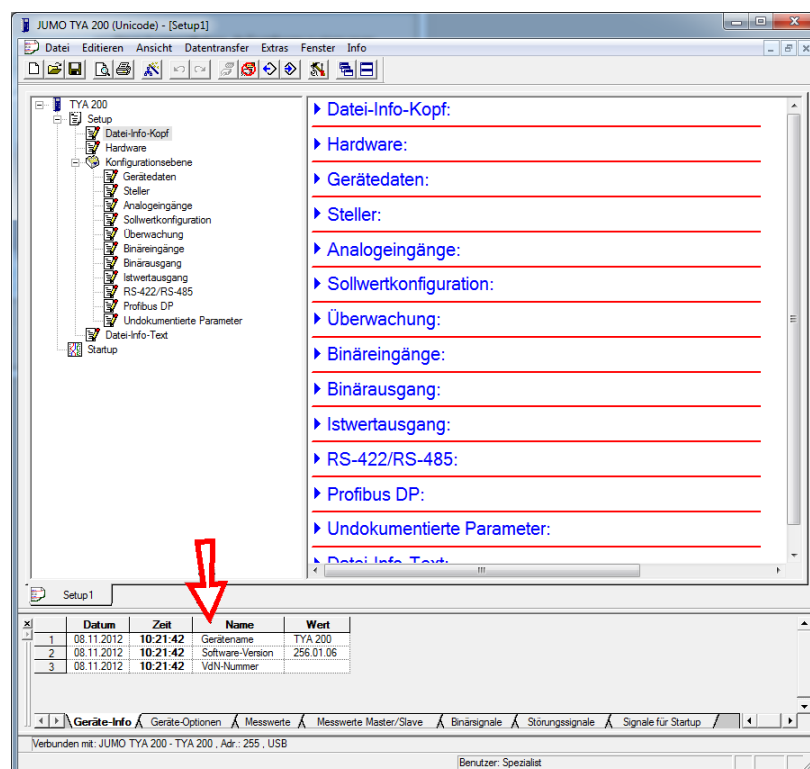 JUMO TYA 200 (Unicode) - [Setup1]
Datei Editieren Ansicht Datentransfer Extras Fenster Info
TYA 200
Setup
Datei-Info-Kopf
Hardware
Konfigurationsebene
Gerätedaten
Steller
Analogeingänge
Sollwertkonfiguration
Überwachung
Binäreingänge
Binärausgang
Istwertausgang
RS-422/RS-485
Profibus DP
Undokumentierte Parameter
Datei-Info-Text
Startup
Datei-Info-Kopf:
Hardware:
Gerätedaten:
Steller:
Analogeingänge:
Sollwertkonfiguration:
Überwachung:
Binäreingänge:
Binärausgang:
Istwertausgang:
RS-422/RS-485:
Profibus DP:
Undokumentierte Parameter:
Datei-Info-Text:
Setup1
Datum Zeit Name Wert
1 08.11.2012 10:21:42 Gerätename TYA 200
2 08.11.2012 10:21:42 Software-Version 256.01.06
3 08.11.2012 10:21:42 VdN-Nummer
Geräte-Info Geräte-Optionen Messwerte Messwerte Master/Slave Binärsignale Störungssignale Signale für Startup
Verbunden mit: JUMO TYA 200 - TYA 200 , Adr.: 255 , USB
Benutzer: Spezialist